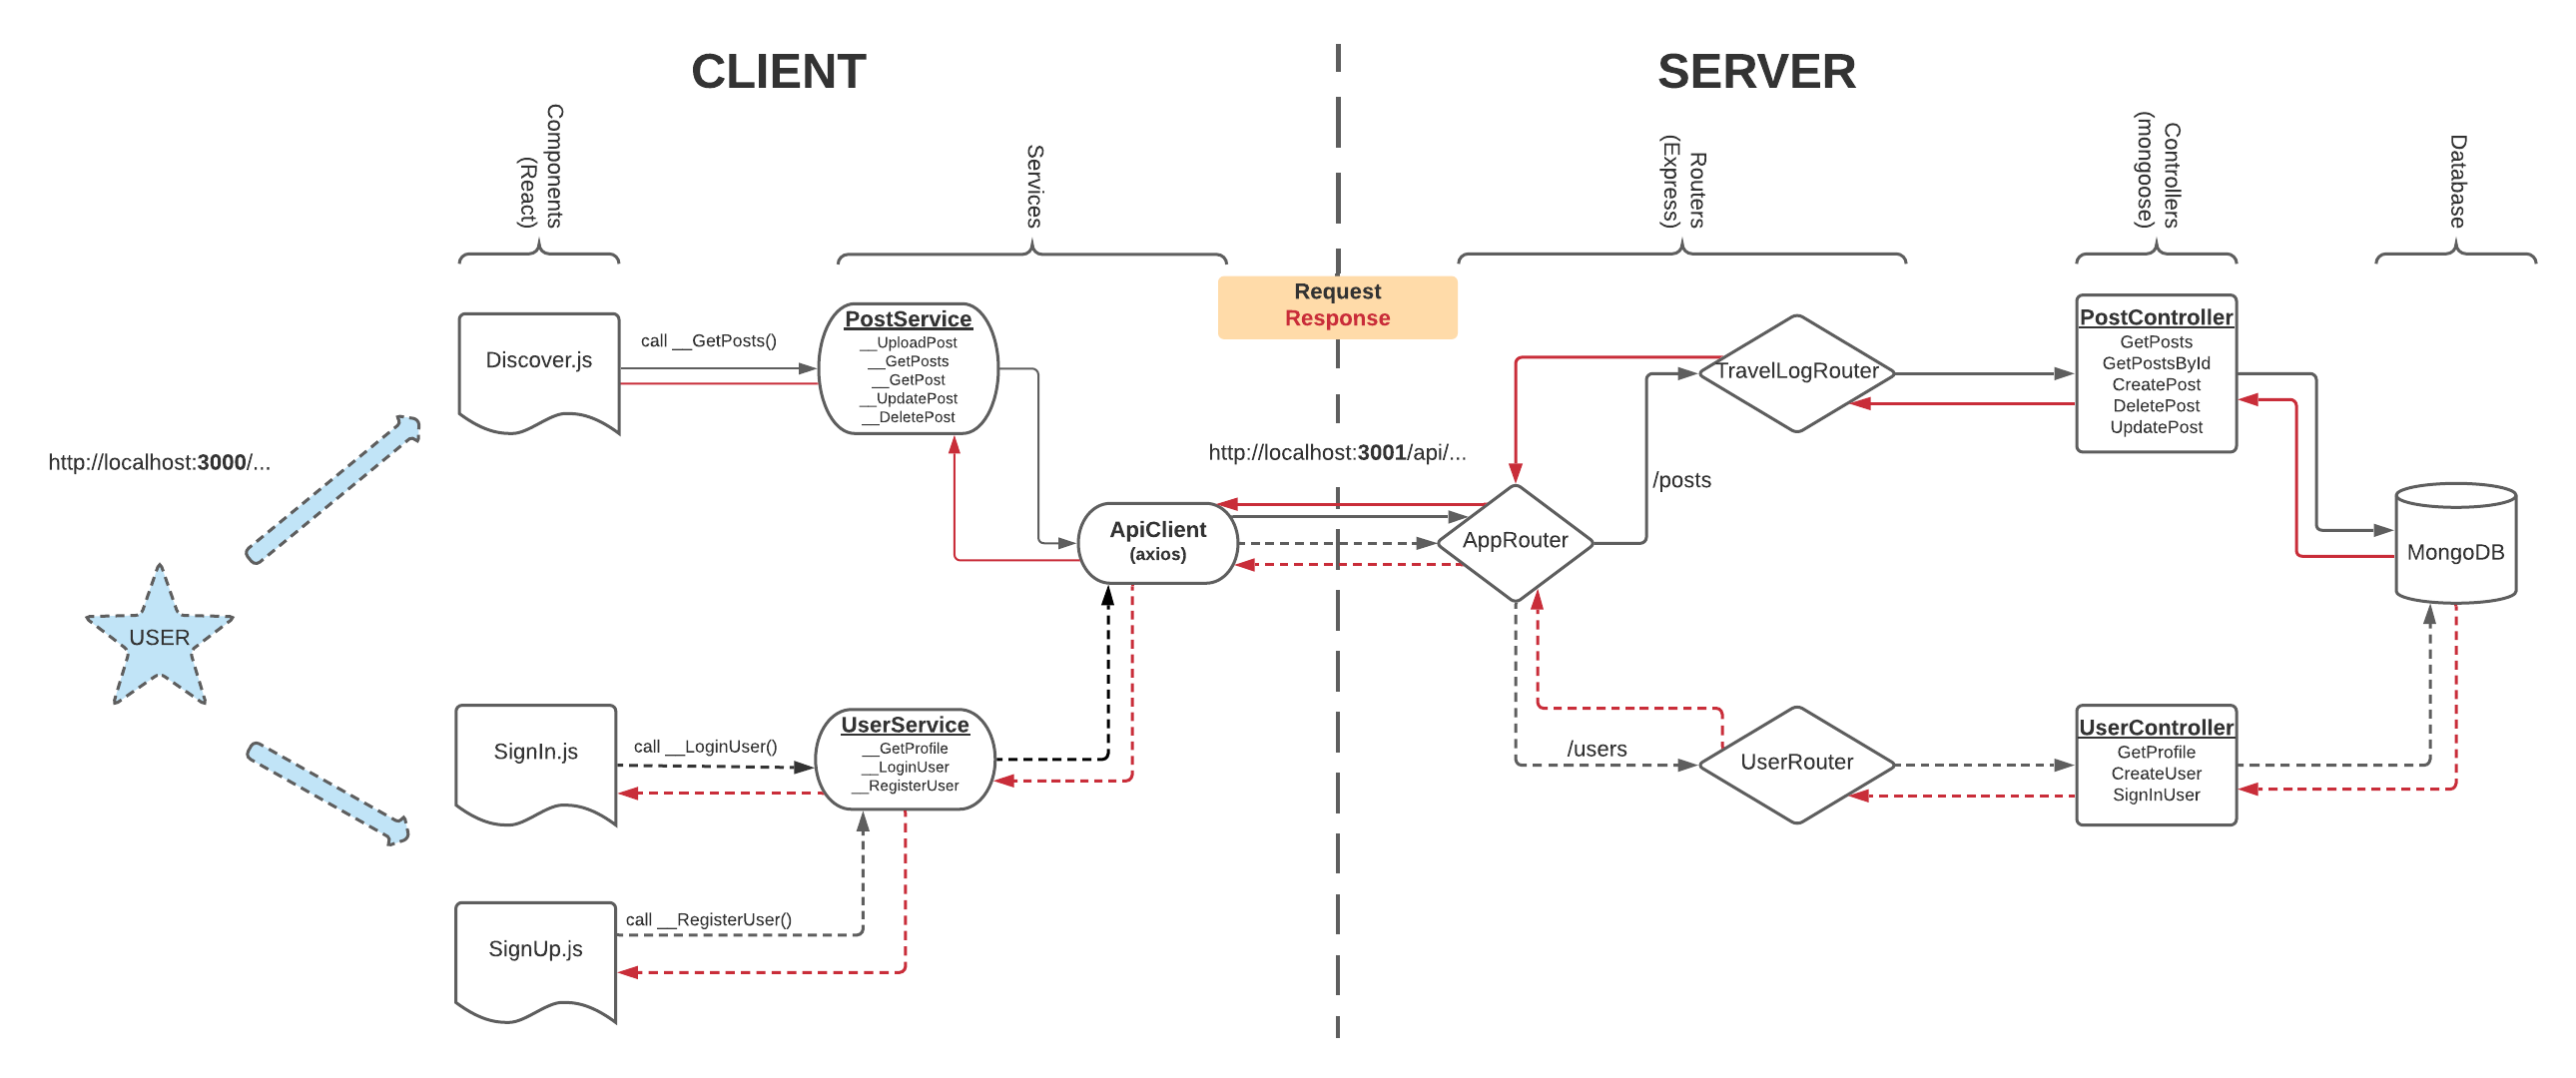 CLIENT
SERVER
Components
(React)
Services
Routers
(Express)
Controllers
(mongoose)
Database
Request
Response
Discover.js
call __GetPosts()
PostService
__UploadPost
__GetPosts
__GetPost
__UpdatePost
__DeletePost
TravelLogRouter
PostController
GetPosts
GetPostsById
CreatePost
DeletePost
UpdatePost
http://localhost:3000/...
http://localhost:3001/api/...
/posts
ApiClient
(axios)
AppRouter
MongoDB
USER
SignIn.js
call __LoginUser()
UserService
__GetProfile
__LoginUser
__RegisterUser
/users
UserRouter
UserController
GetProfile
CreateUser
SignInUser
SignUp.js
call __RegisterUser()